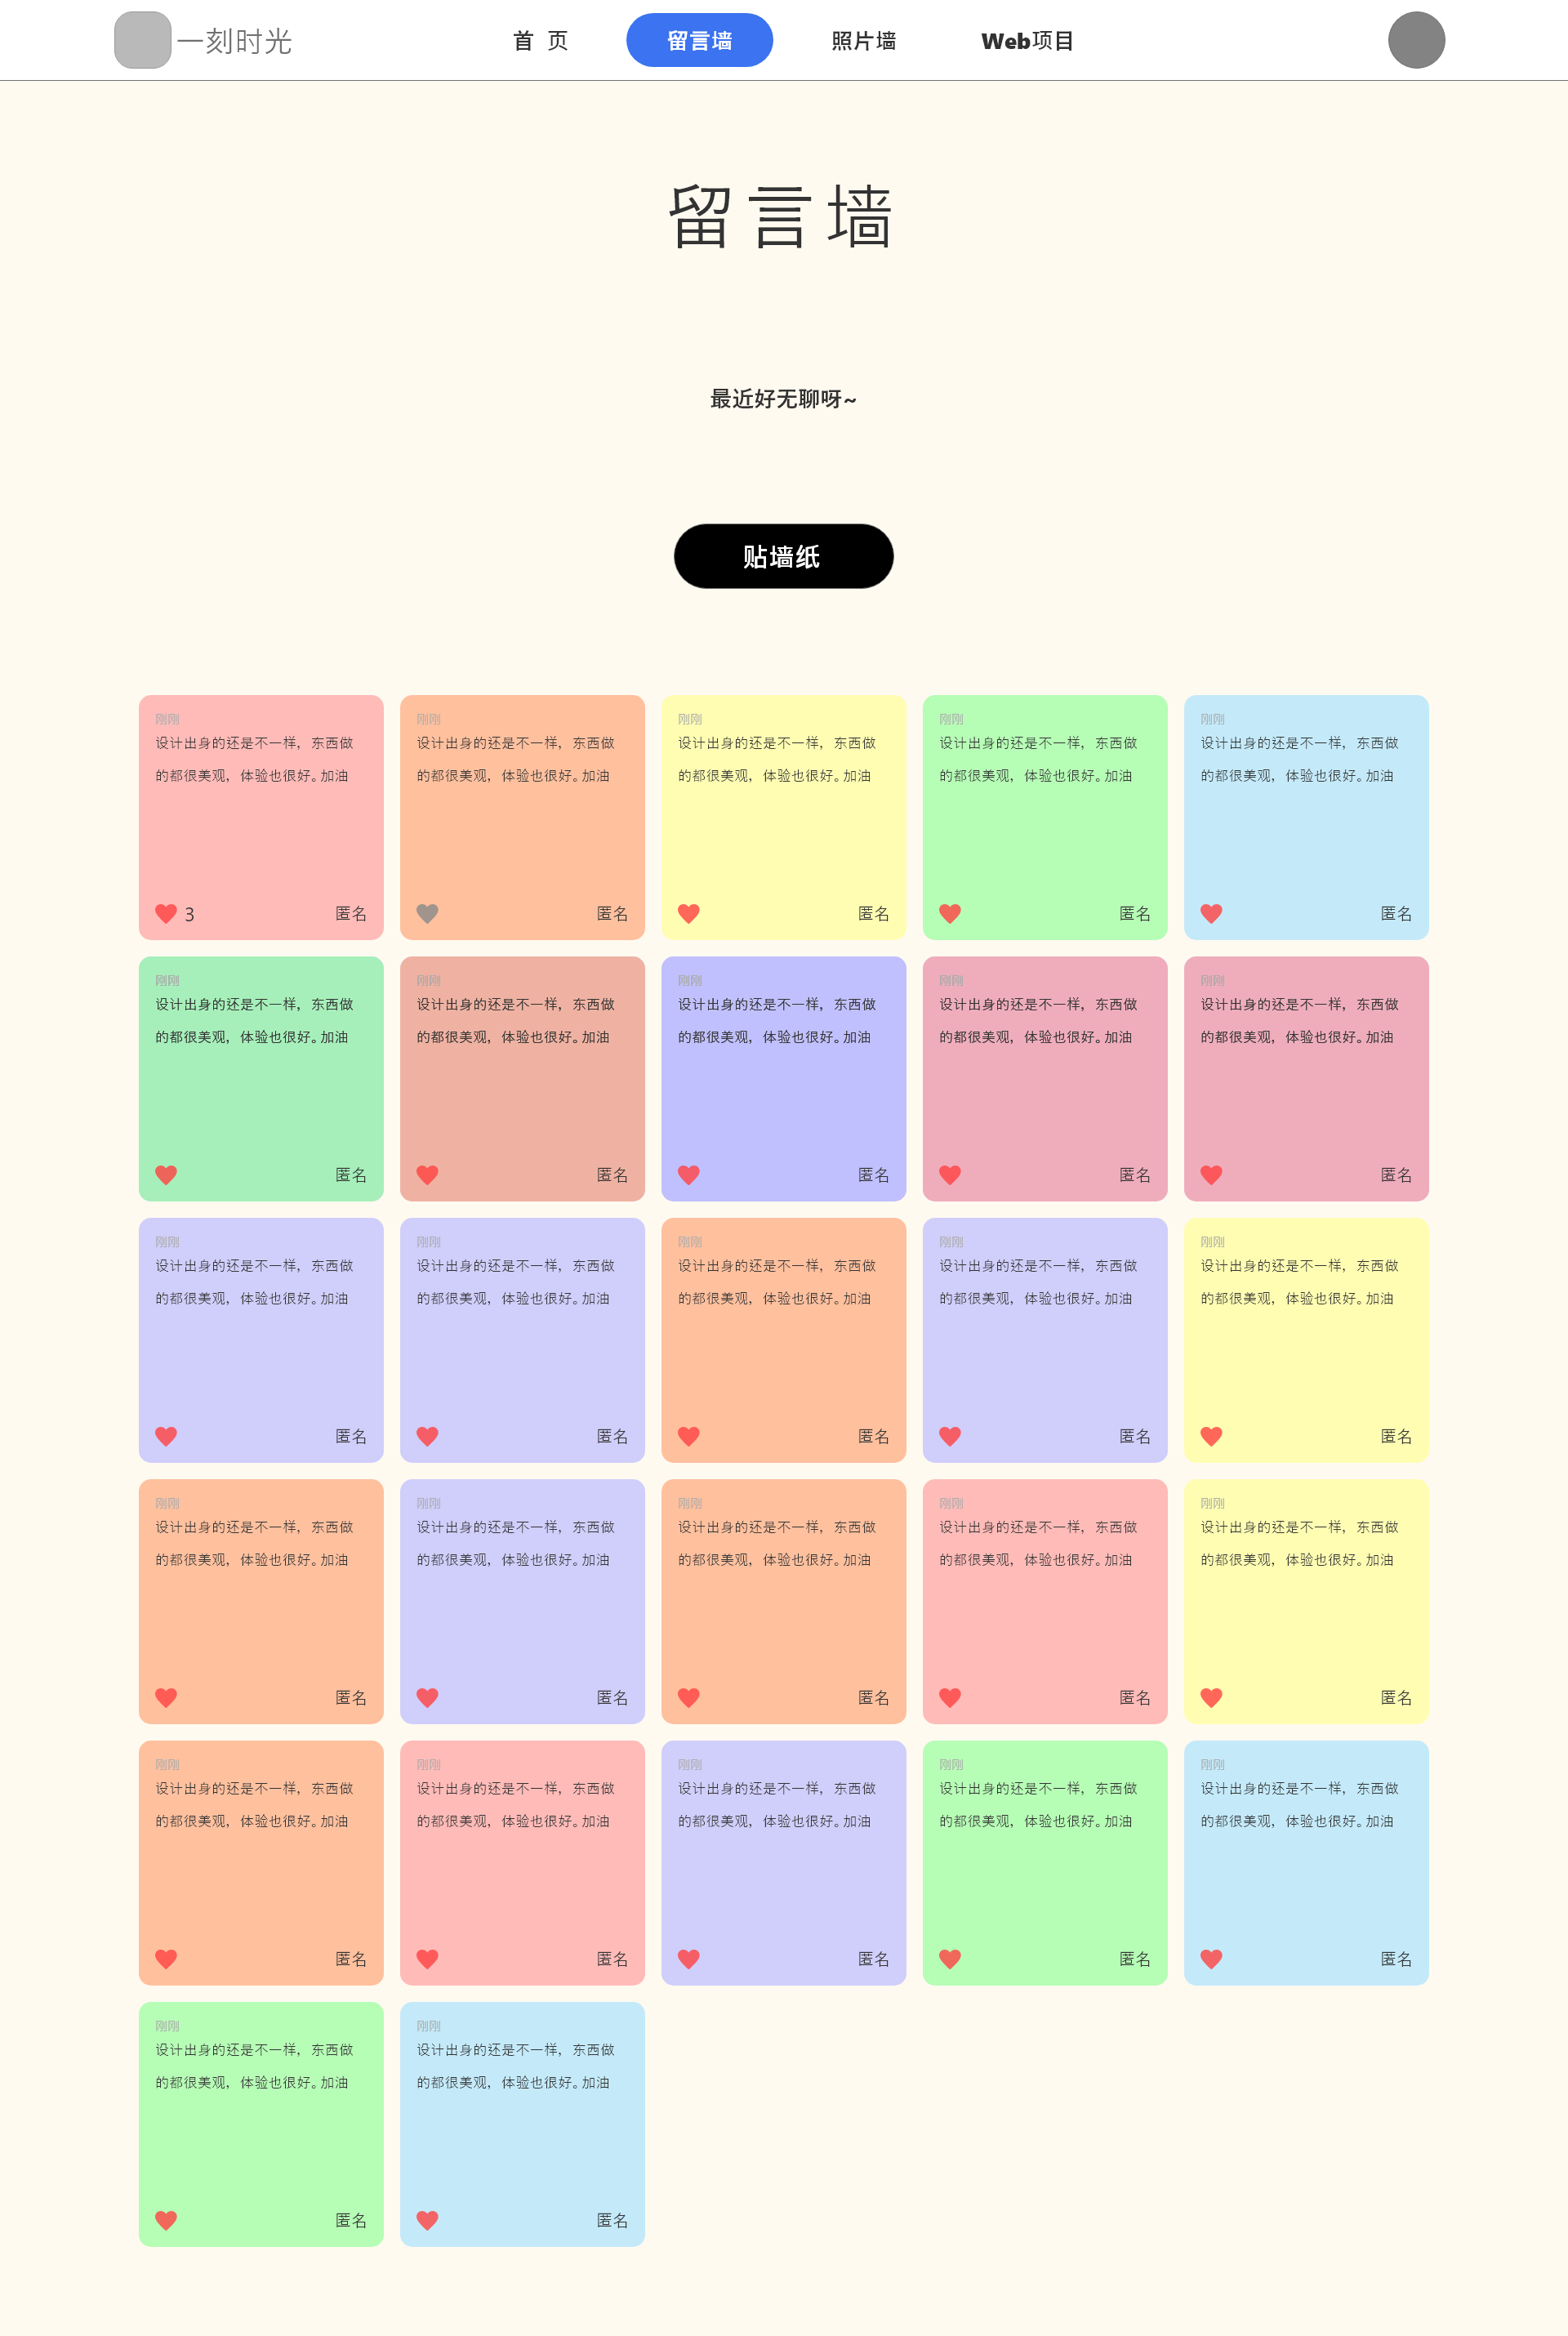 一刻时光
首 页
留言墙
照片墙
Web项目
留言墙
最近好无聊呀~
贴墙纸
刚刚
设计出身的还是不一样，东西做
的都很美观，体验也很好。加油
3
匿名
刚刚
设计出身的还是不一样，东西做
的都很美观，体验也很好。加油
匿名
刚刚
设计出身的还是不一样，东西做
的都很美观，体验也很好。加油
匿名
刚刚
设计出身的还是不一样，东西做
的都很美观，体验也很好。加油
匿名
刚刚
设计出身的还是不一样，东西做
的都很美观，体验也很好。加油
匿名
刚刚
设计出身的还是不一样，东西做
的都很美观，体验也很好。加油
匿名
刚刚
设计出身的还是不一样，东西做
的都很美观，体验也很好。加油
匿名
刚刚
设计出身的还是不一样，东西做
的都很美观，体验也很好。加油
匿名
刚刚
设计出身的还是不一样，东西做
的都很美观，体验也很好。加油
匿名
刚刚
设计出身的还是不一样，东西做
的都很美观，体验也很好。加油
匿名
刚刚
设计出身的还是不一样，东西做
的都很美观，体验也很好。加油
匿名
刚刚
设计出身的还是不一样，东西做
的都很美观，体验也很好。加油
匿名
刚刚
设计出身的还是不一样，东西做
的都很美观，体验也很好。加油
匿名
刚刚
设计出身的还是不一样，东西做
的都很美观，体验也很好。加油
匿名
刚刚
设计出身的还是不一样，东西做
的都很美观，体验也很好。加油
匿名
刚刚
设计出身的还是不一样，东西做
的都很美观，体验也很好。加油
匿名
刚刚
设计出身的还是不一样，东西做
的都很美观，体验也很好。加油
匿名
刚刚
设计出身的还是不一样，东西做
的都很美观，体验也很好。加油
匿名
刚刚
设计出身的还是不一样，东西做
的都很美观，体验也很好。加油
匿名
刚刚
设计出身的还是不一样，东西做
的都很美观，体验也很好。加油
匿名
刚刚
设计出身的还是不一样，东西做
的都很美观，体验也很好。加油
匿名
刚刚
设计出身的还是不一样，东西做
的都很美观，体验也很好。加油
匿名
刚刚
设计出身的还是不一样，东西做
的都很美观，体验也很好。加油
匿名
刚刚
设计出身的还是不一样，东西做
的都很美观，体验也很好。加油
匿名
刚刚
设计出身的还是不一样，东西做
的都很美观，体验也很好。加油
匿名
刚刚
设计出身的还是不一样，东西做
的都很美观，体验也很好。加油
匿名
刚刚
设计出身的还是不一样，东西做
的都很美观，体验也很好。加油
匿名